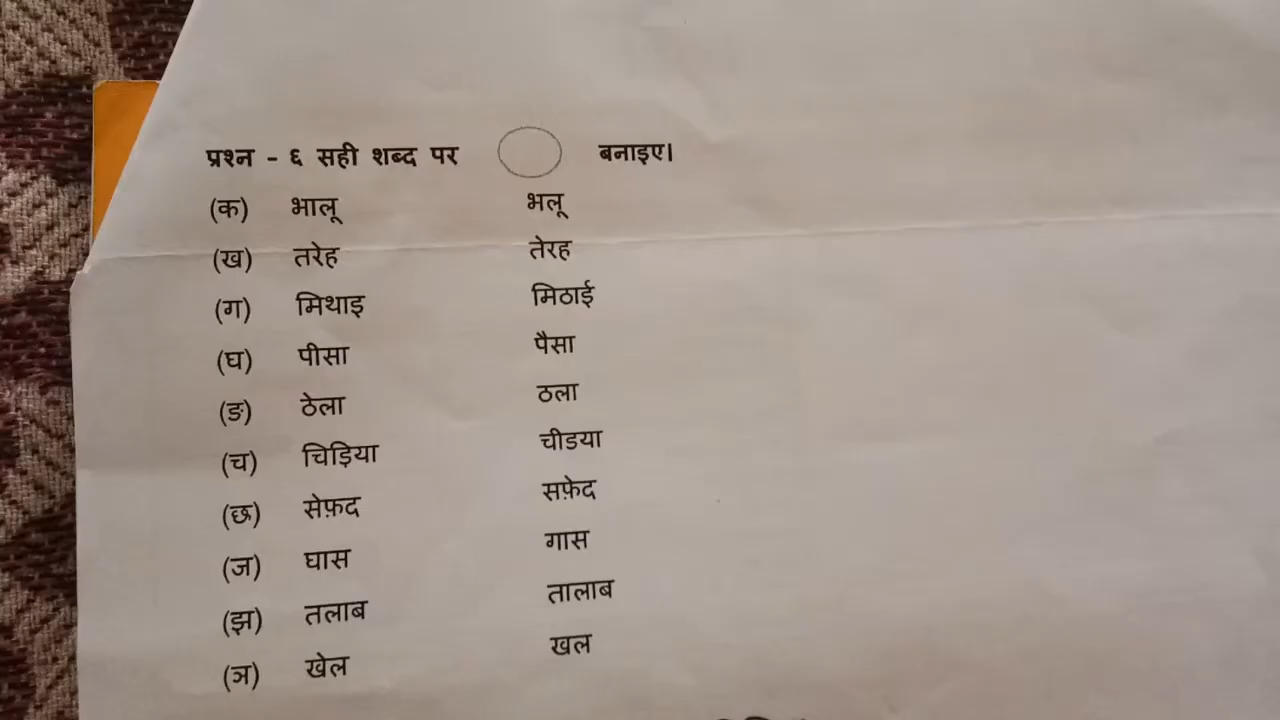 प्रश्न - ६ सही शब्द पर बनाइए।
(क) भालू भलू
(ख) तरेह तेरह
(ग) मिथाइ मिठाई
(घ) पीसा पैसा
(ङ) ठेला ठला
(च) चिड़िया चीडया
(छ) सेफ़द सफ़ेद
(ज) घास गास
(झ) तलाब तालाब
(ञ) खेल खल